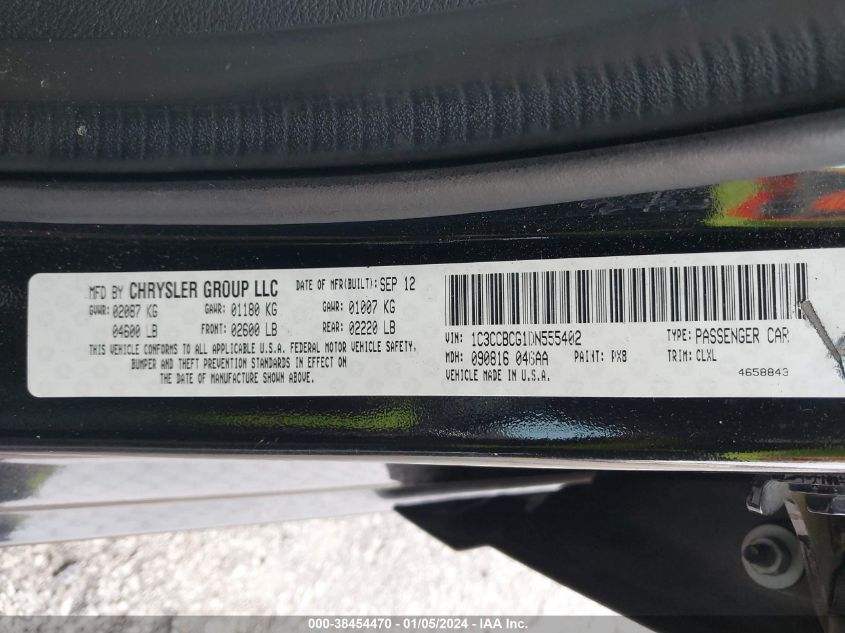 MFD BY CHRYSLER GROUP LLC DATE OF MFR(BUILT): SEP 12
GVWR: 02087 KG GAWR: 01180 KG GAWR: 01007 KG
04600 LB FRONT: 02600 LB REAR: 02220 LB
THIS VEHICLE CONFORMS TO ALL APPLICABLE U.S.A. FEDERAL MOTOR VEHICLE SAFETY,
BUMPER AND THEFT PREVENTION STANDARDS IN EFFECT ON
THE DATE OF MANUFACTURE SHOWN ABOVE.
VIN: 1C3CCBCG1DN555402 TYPE: PASSENGER CAR
MDH: 090816 046AA PAINT: PX8 TRIM: CLXL
VEHICLE MADE IN U.S.A. 4658843
000-38454470 - 01/05/2024 - IAA Inc.